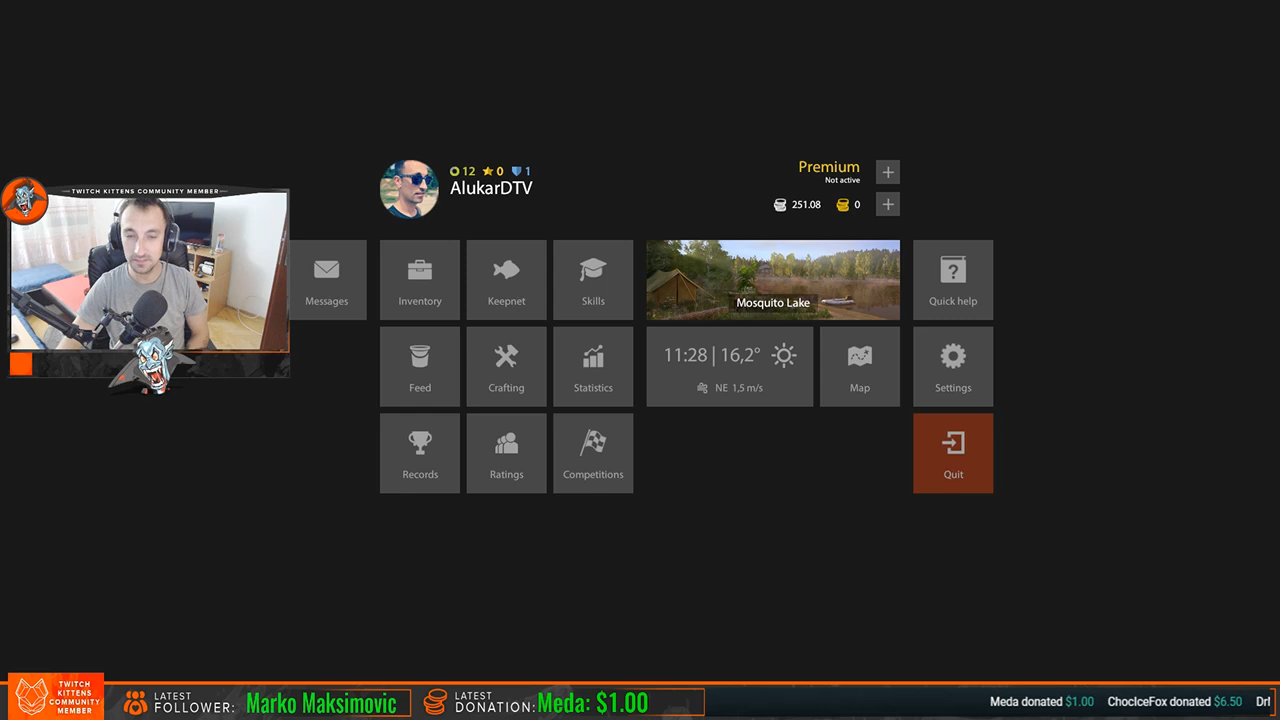 12 0 1
AlukarDTV
Premium
Not active
251.08 0
TWITCH KITTENS COMMUNITY MEMBER
Messages
Inventory
Keepnet
Skills
Mosquito Lake
Quick help
Feed
Crafting
Statistics
11:28 | 16,2°
NE 1,5 m/s
Map
Settings
Records
Ratings
Competitions
Quit
TWITCH
KITTENS
COMMUNITY
MEMBER
LATEST
FOLLOWER: Marko Maksimovic
LATEST
DONATION: Meda: $1.00
Meda donated $1.00 ChocIceFox donated $6.50